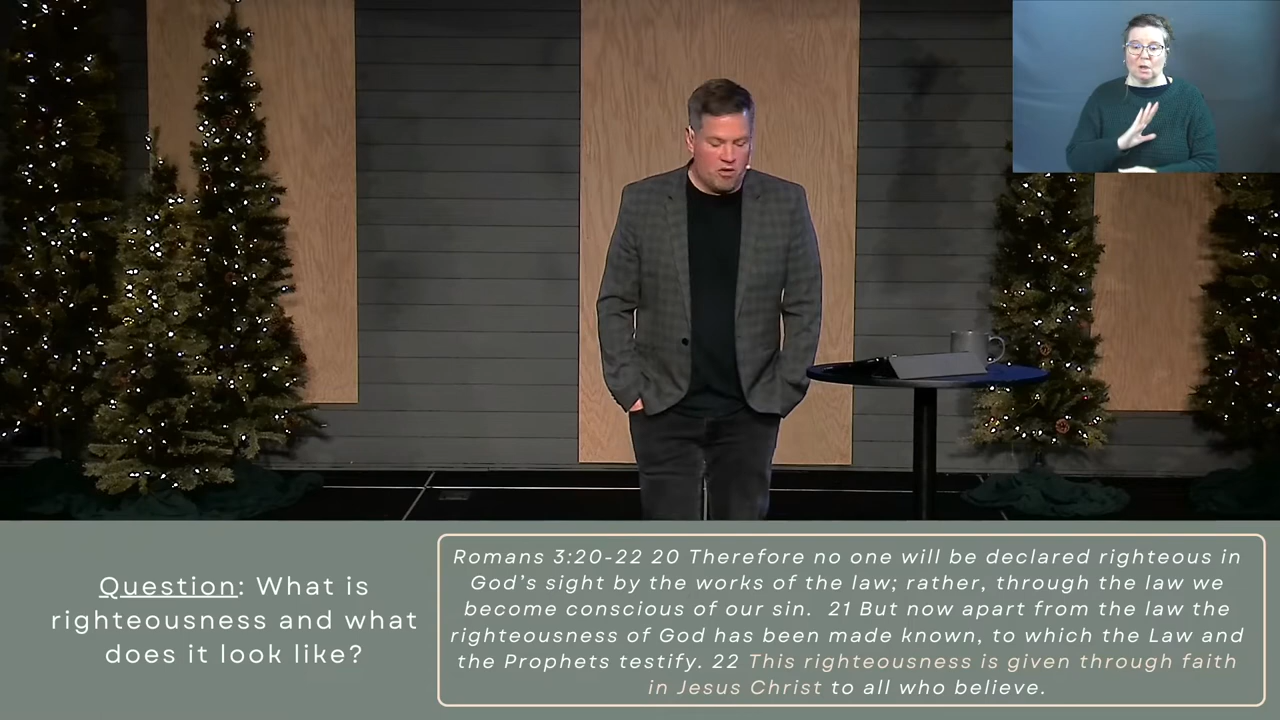 Question: What is
righteousness and what
does it look like?
Romans 3:20-22 20 Therefore no one will be declared righteous in
God's sight by the works of the law; rather, through the law we
become conscious of our sin. 21 But now apart from the law the
righteousness of God has been made known, to which the Law and
the Prophets testify. 22 This righteousness is given through faith
in Jesus Christ to all who believe.